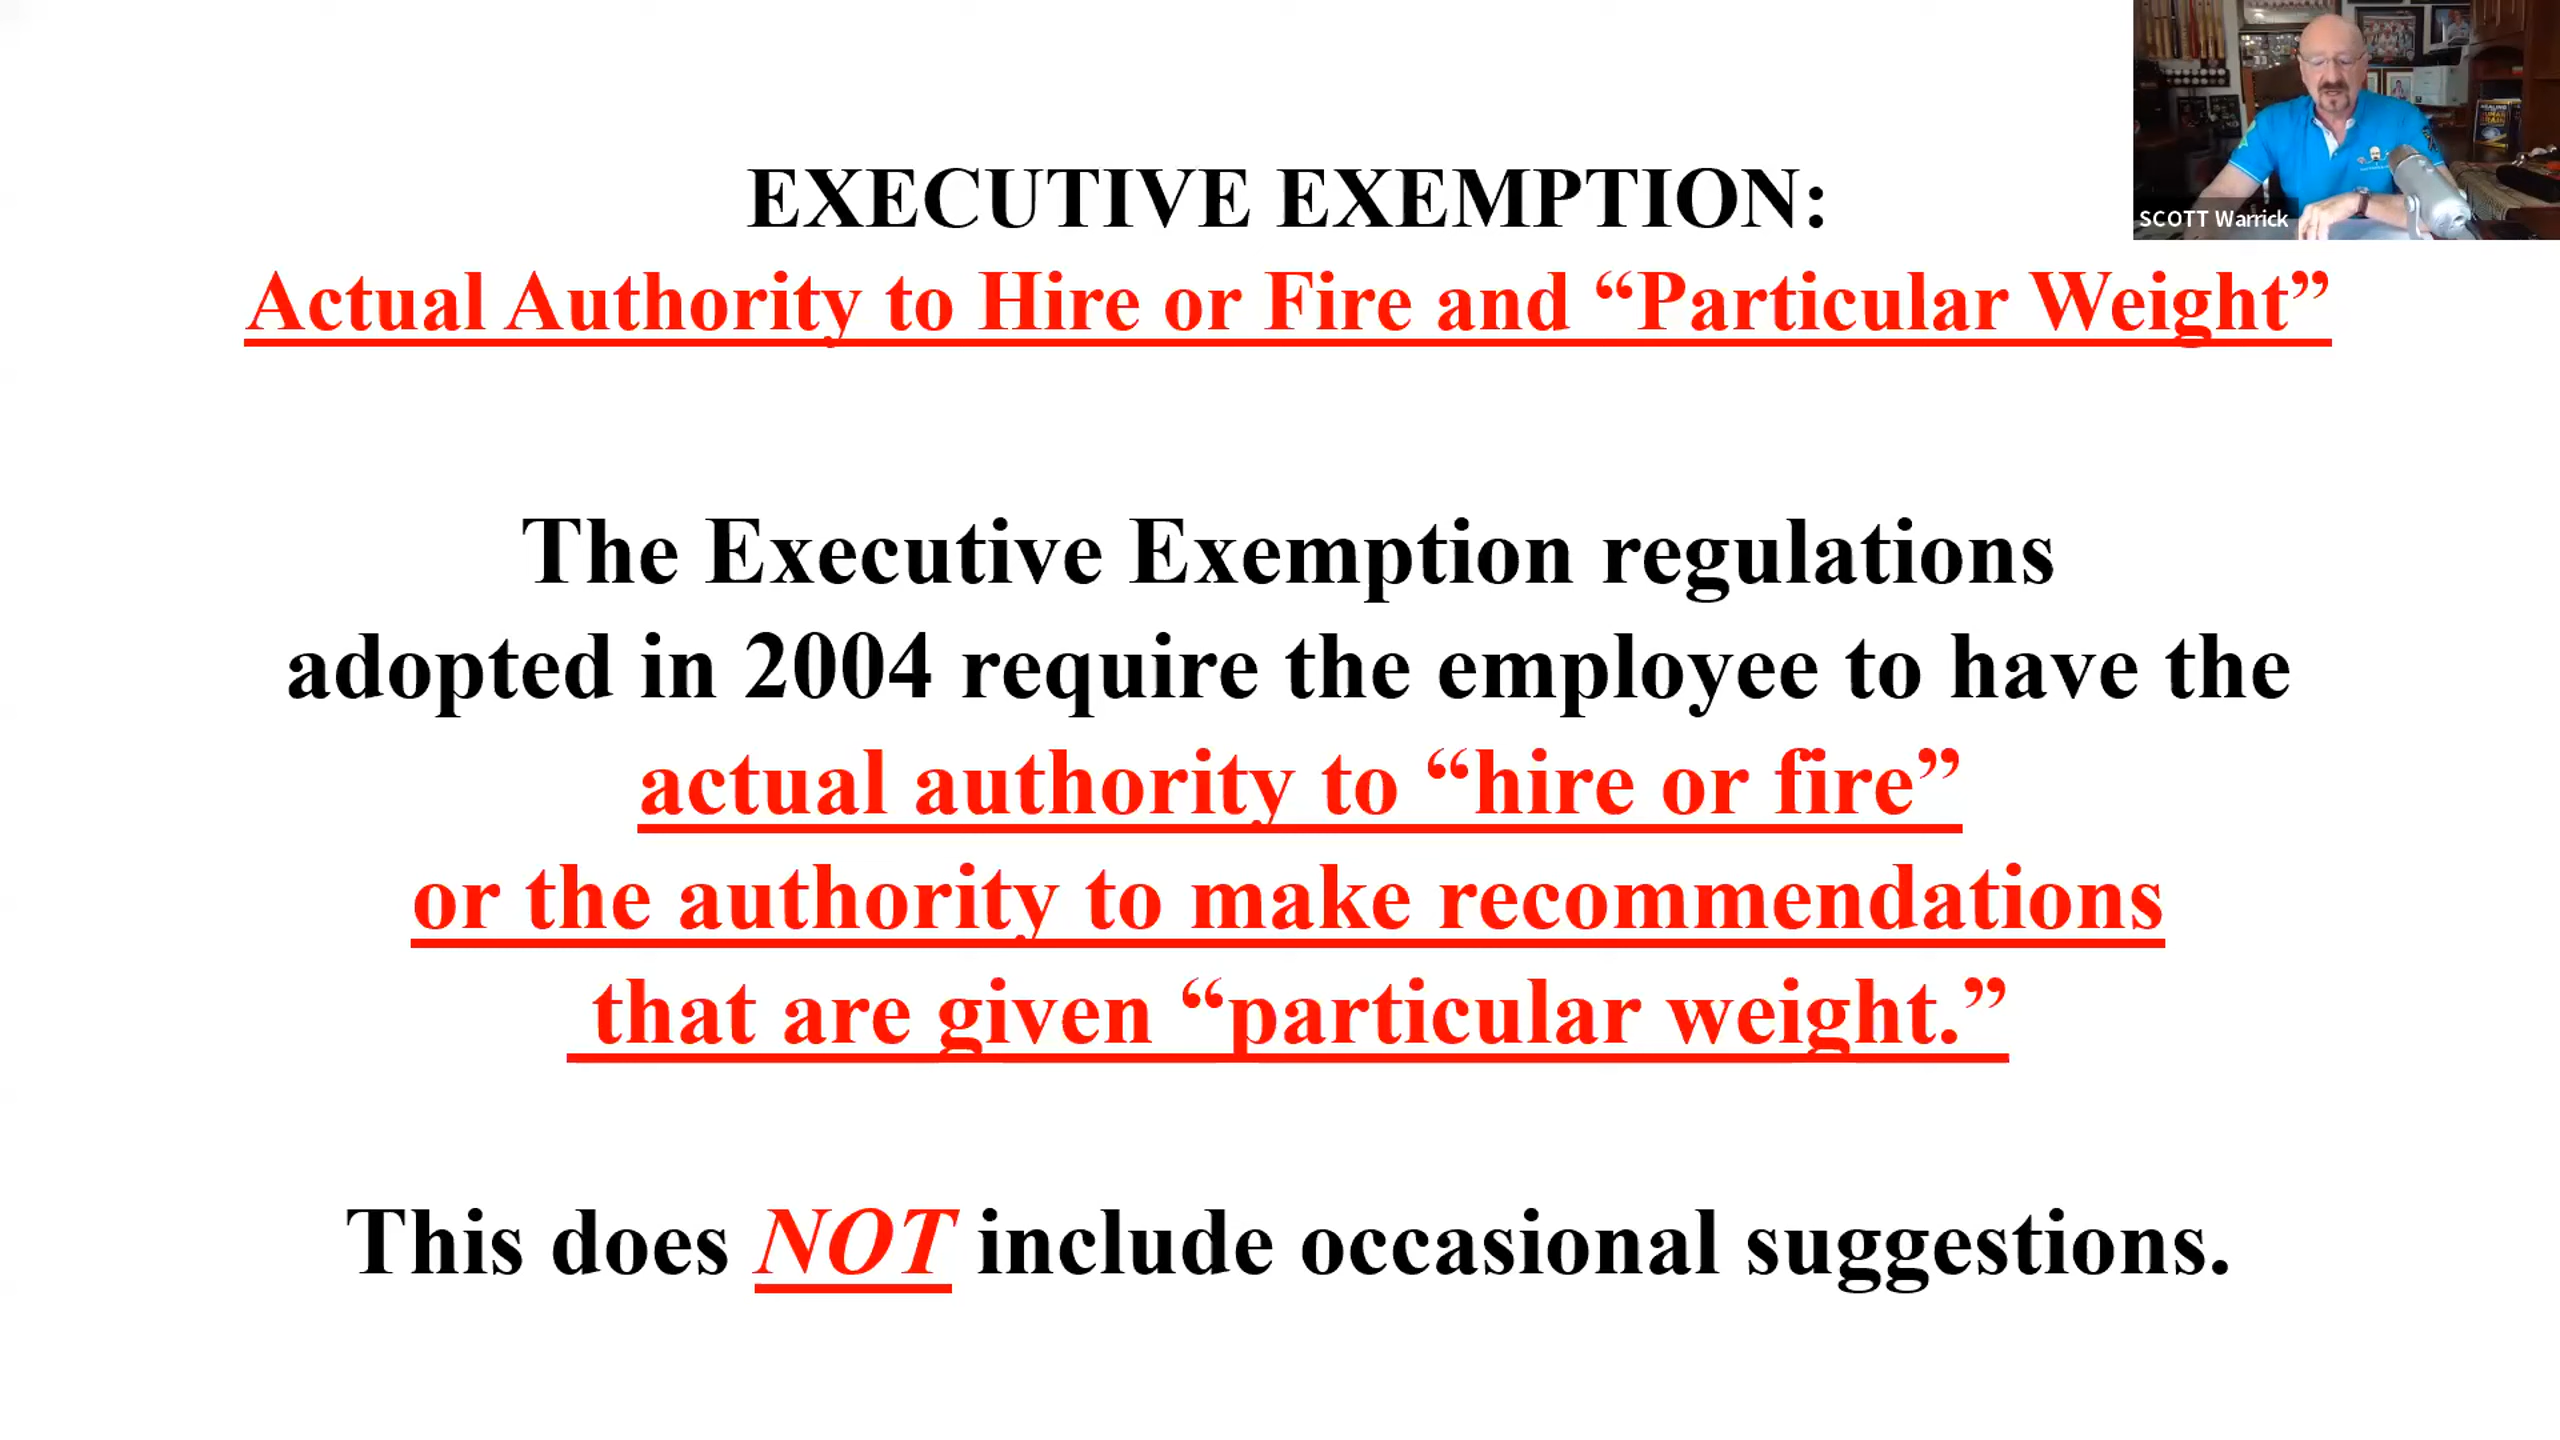 EXECUTIVE EXEMPTION:
Actual Authority to Hire or Fire and “Particular Weight”
The Executive Exemption regulations
adopted in 2004 require the employee to have the
actual authority to “hire or fire”
or the authority to make recommendations
that are given “particular weight.”
This does NOT include occasional suggestions.
SCOTT Warrick